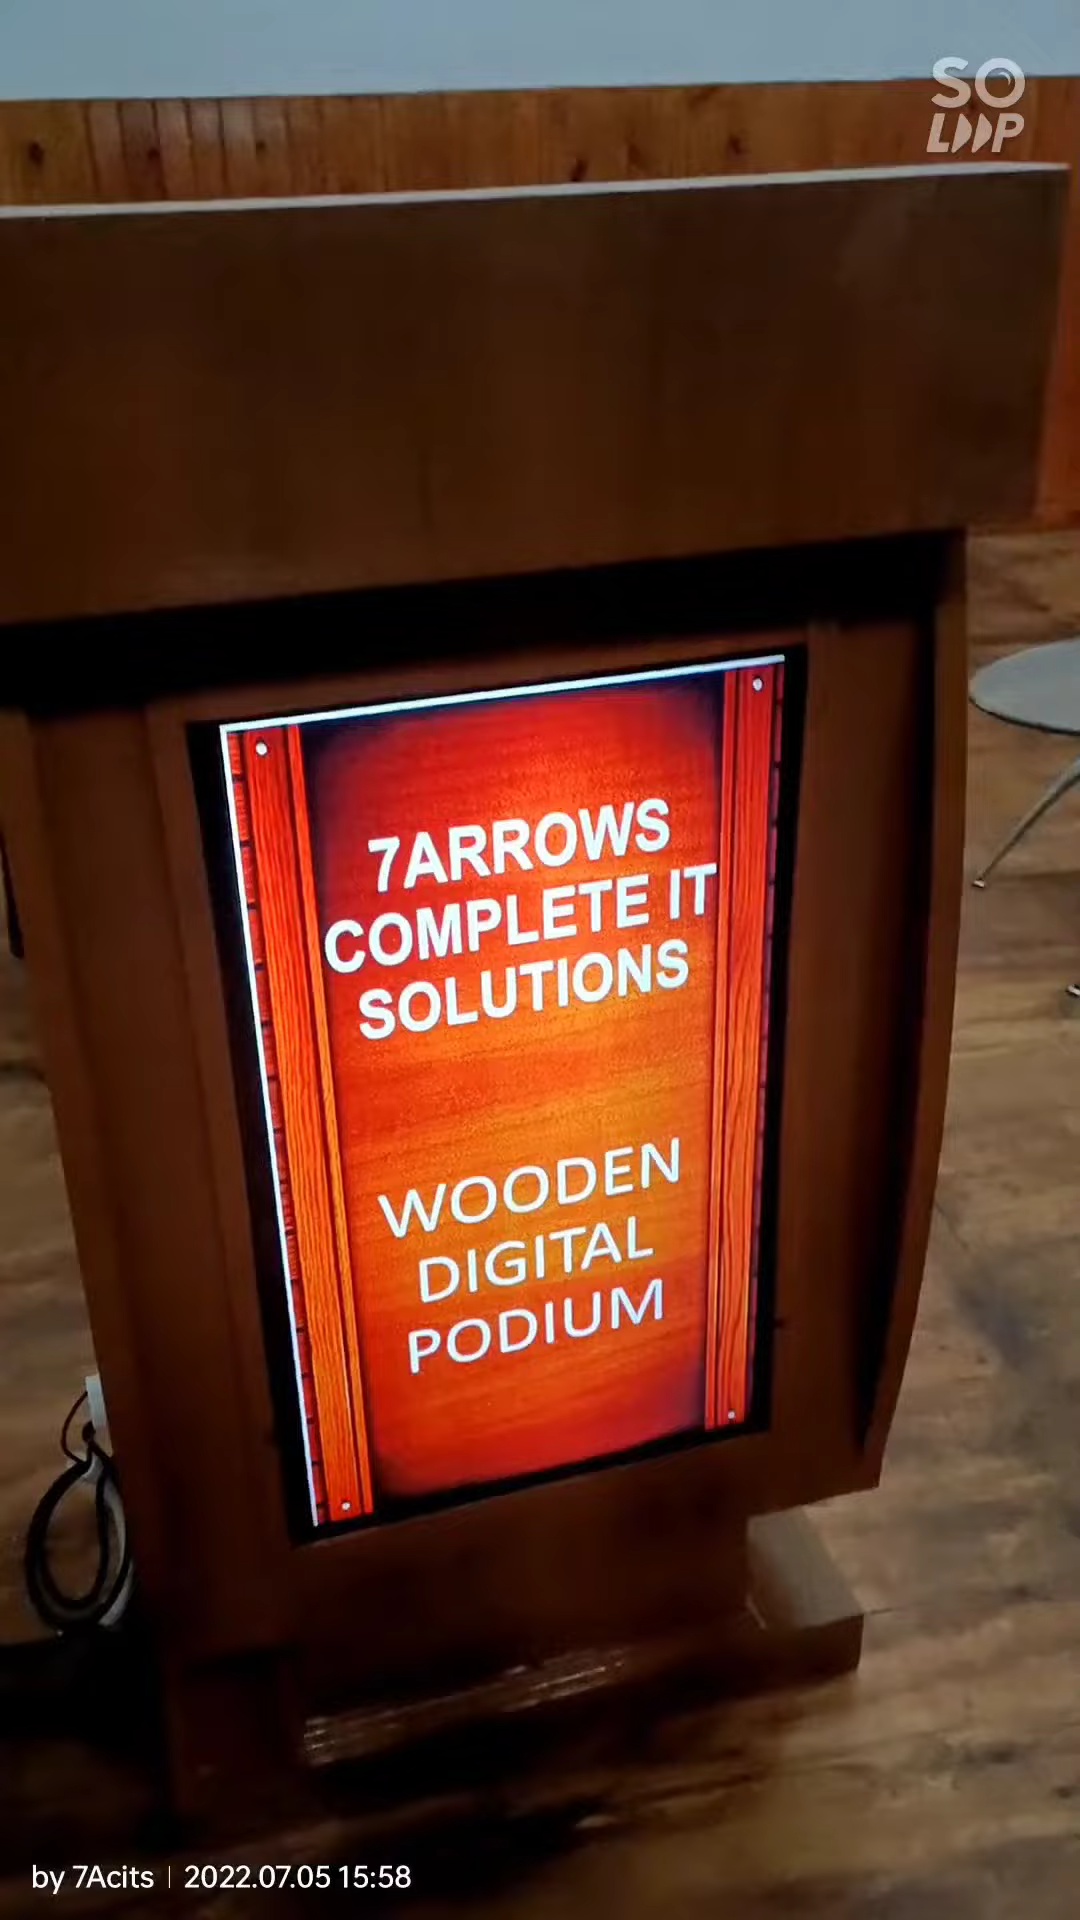 SO
LOOP
7ARROWS
COMPLETE IT
SOLUTIONS
WOODEN
DIGITAL
PODIUM
by 7Acits | 2022.07.05 15:58